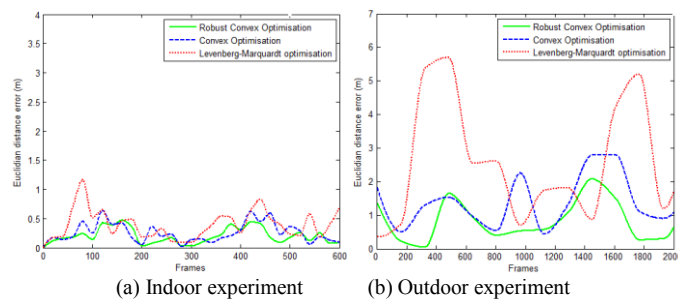 4
3.5
3
2.5
2
1.5
1
0.5
0
0
100
200
300
400
500
600
Euclidian distance error (m)
Frames
Robust Convex Optimisation
Convex Optimisation
Levenberg-Marquardt optimisation
(a) Indoor experiment
7
6
5
4
3
2
1
0
0
200
400
600
800
1000
1200
1400
1600
1800
2000
Euclidian distance error (m)
Frames
Robust Convex Optimisation
Convex Optimisation
Levenberg-Marquardt optimisation
(b) Outdoor experiment